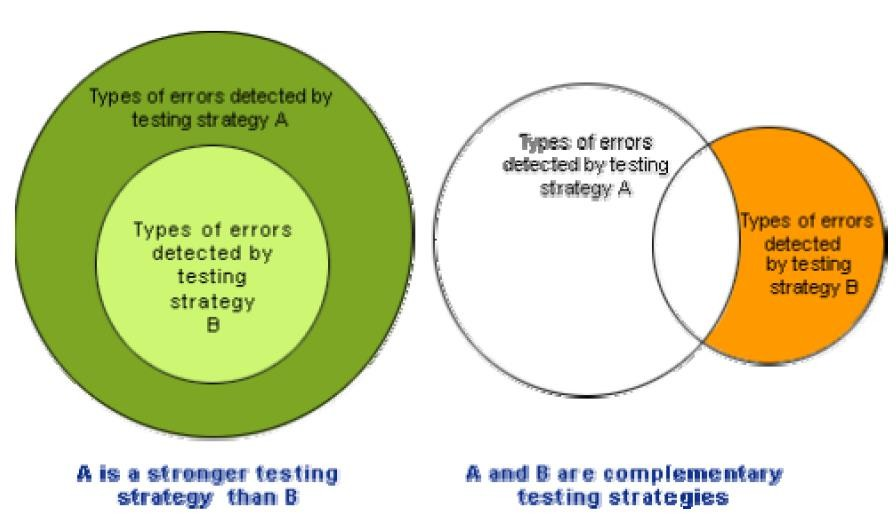 Types of errors detected by
testing strategy A
Types of errors
detected by
testing
strategy
B
A is a stronger testing
strategy than B
Types of errors
detected by testing
strategy A
Types of errors
detected
by testing
strategy B
A and B are complementary
testing strategies